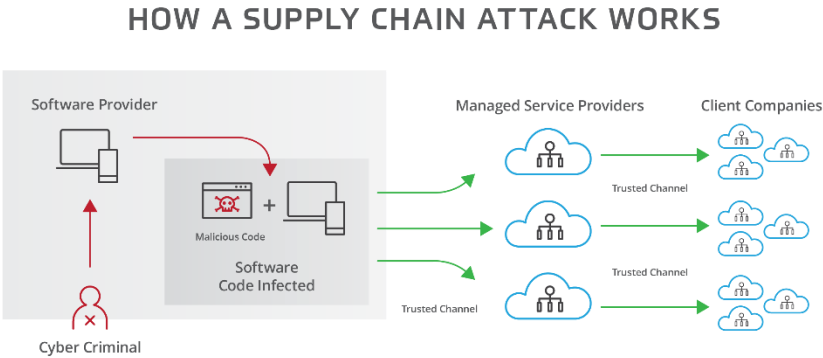 HOW A SUPPLY CHAIN ATTACK WORKS
Software Provider
Managed Service Providers
Client Companies
Malicious Code
Software
Code Infected
Trusted Channel
Trusted Channel
Trusted Channel
Cyber Criminal